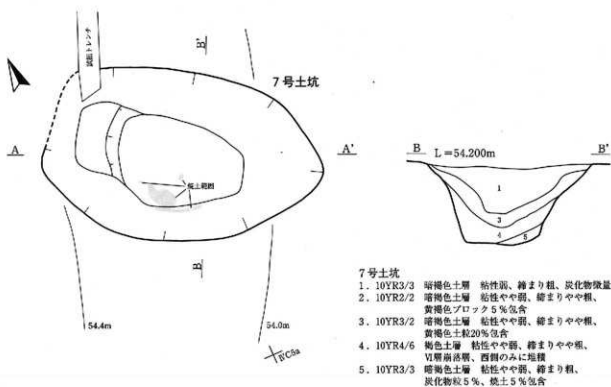 試掘トレンチ
B'
7号土坑
A
A'
焼土範囲
B
54.4m
54.0m
B'C5a
B L=54.200m B'
1
3
4
5
7号土坑
1. 10YR3/3 暗褐色土層 粘性弱、締まり粗、炭化物微量
2. 10YR2/2 暗褐色土層 粘性やや弱、締まりやや粗、
黄褐色ブロック5%包含
3. 10YR3/2 暗褐色土層 粘性やや弱、締まりやや粗、
黄褐色土粒20%包含
4. 10YR4/6 褐色土層 粘性やや弱、締まりやや粗、
Ⅵ層崩落層、西側のみに堆積
5. 10YR3/3 暗褐色土層 粘性やや弱、締まり粗、
炭化物粒5%、焼土5%包含